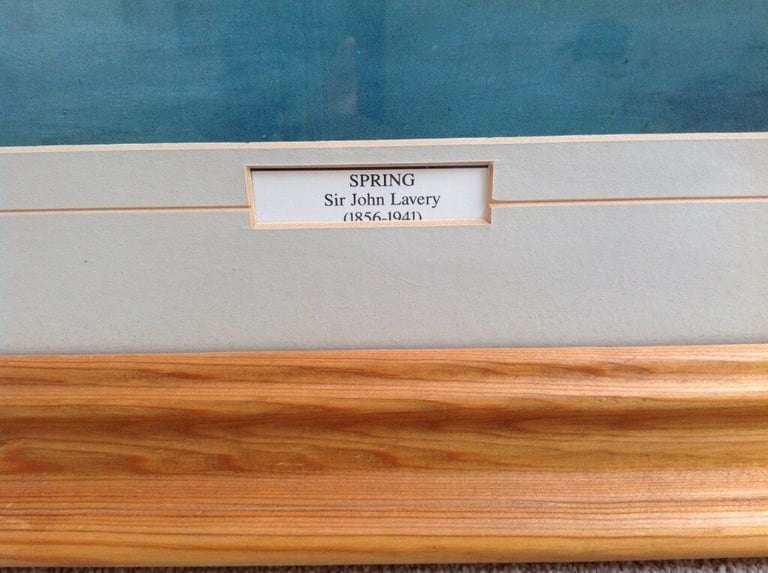 SPRING
Sir John Lavery
(1856-1941)